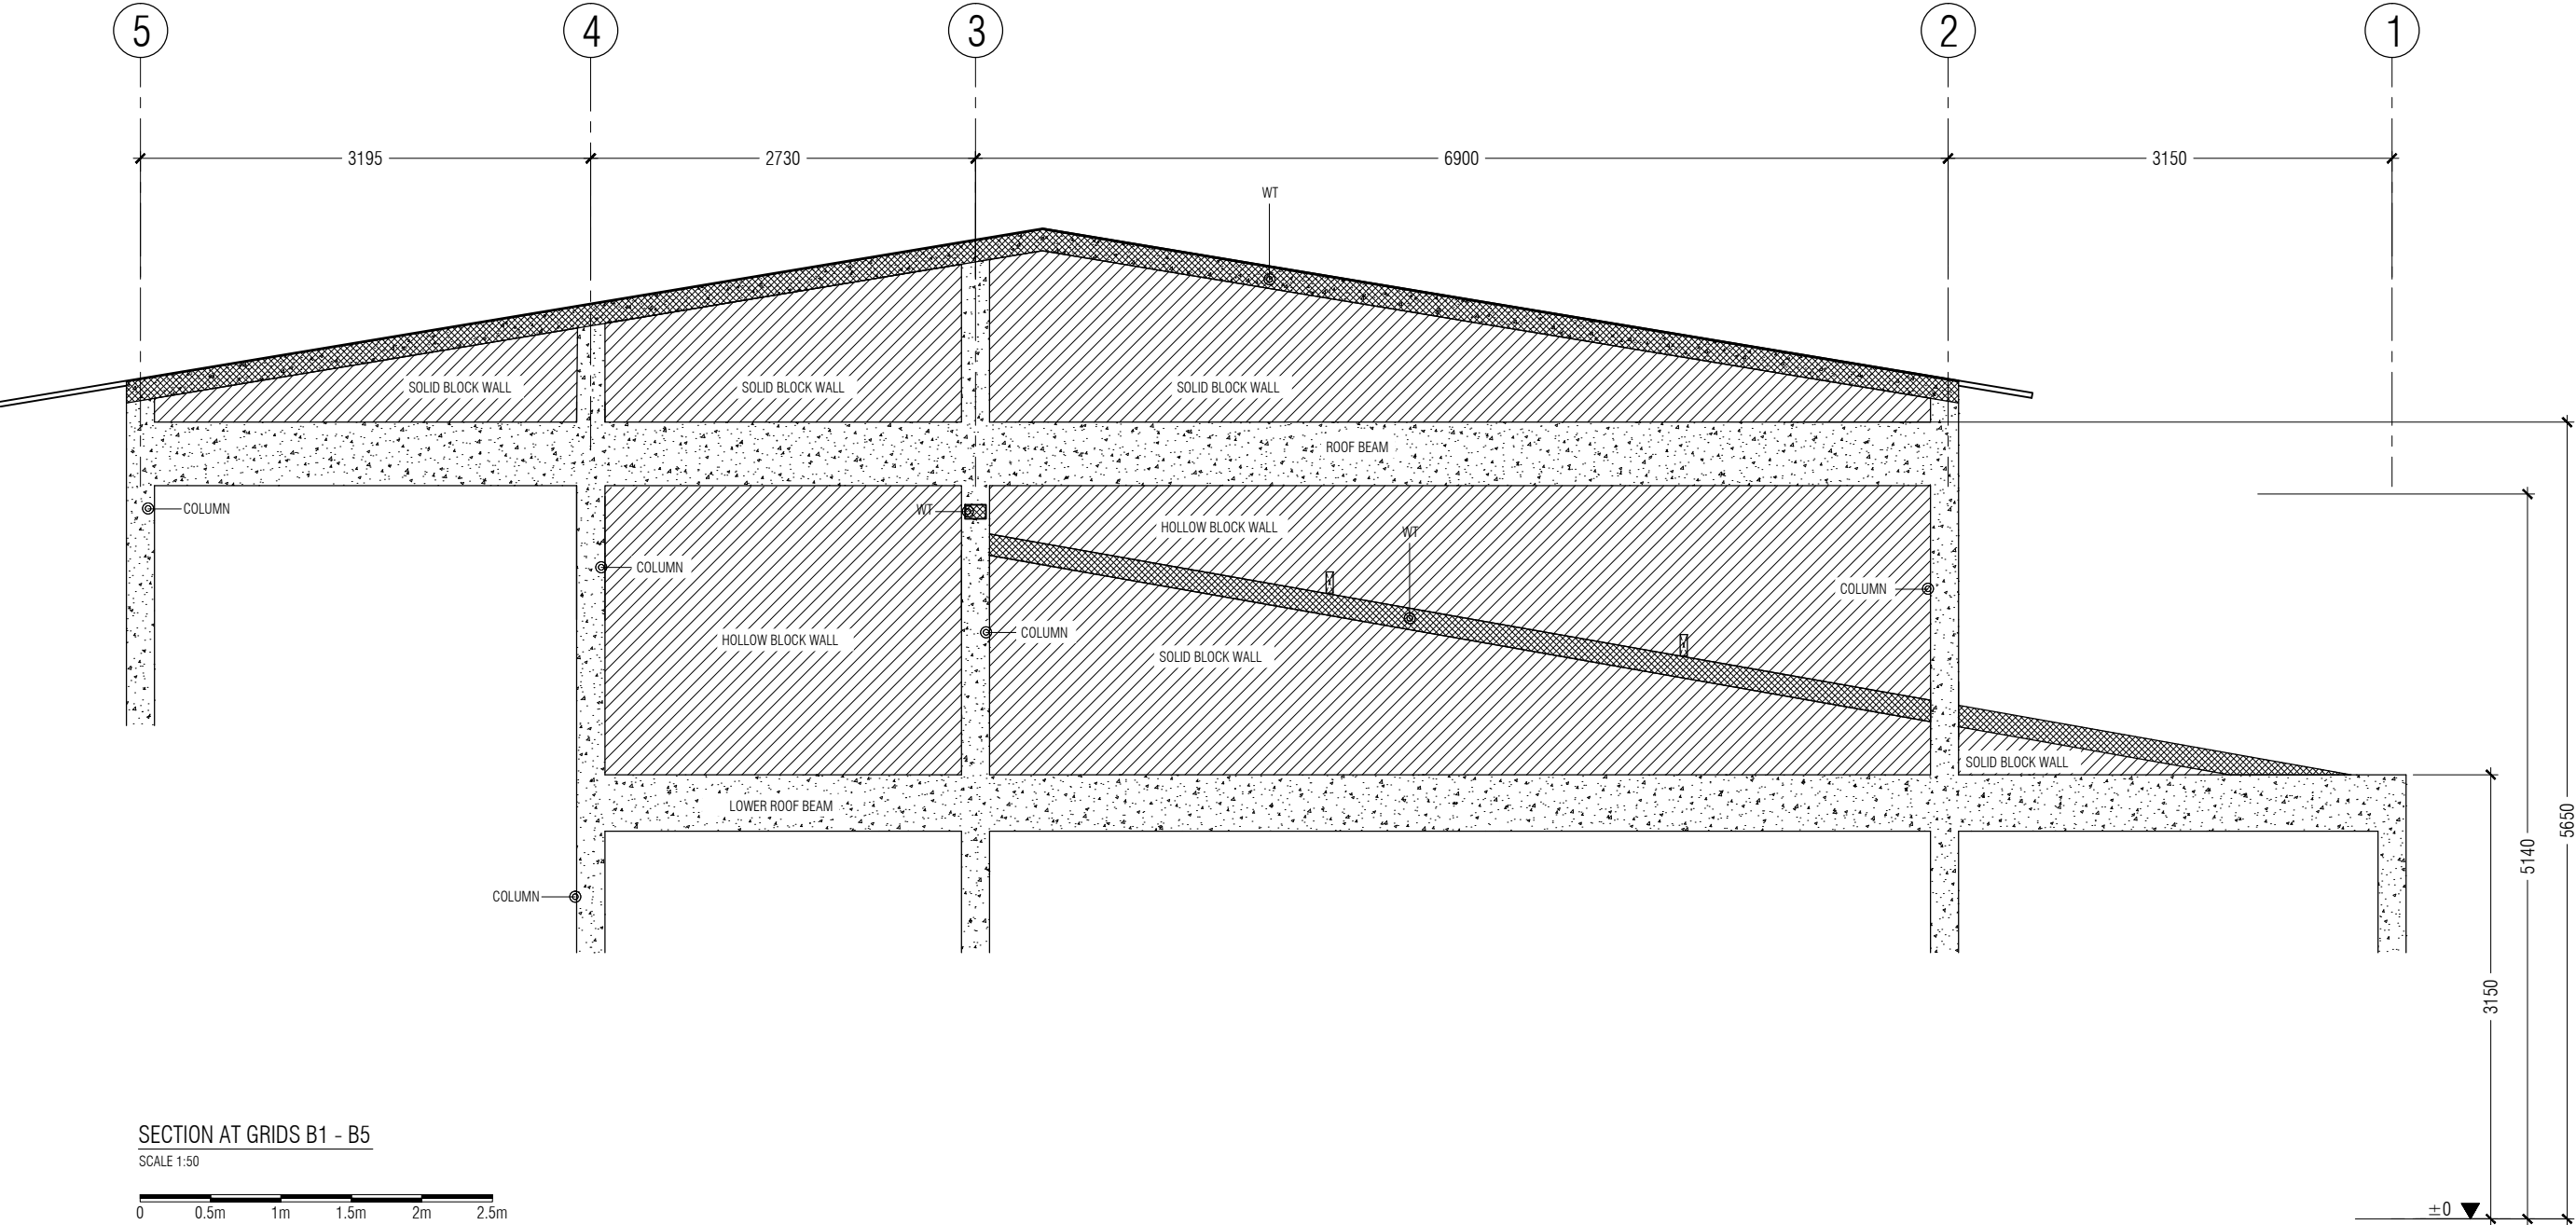 5 4 3 2 1
3195 2730 6900 3150
WT
SOLID BLOCK WALL SOLID BLOCK WALL SOLID BLOCK WALL
ROOF BEAM
COLUMN WT HOLLOW BLOCK WALL WT
COLUMN COLUMN
HOLLOW BLOCK WALL COLUMN
SOLID BLOCK WALL
SOLID BLOCK WALL
LOWER ROOF BEAM
5650
5140
COLUMN
3150
SECTION AT GRIDS B1 - B5
SCALE 1:50
0 0.5m 1m 1.5m 2m 2.5m
±0